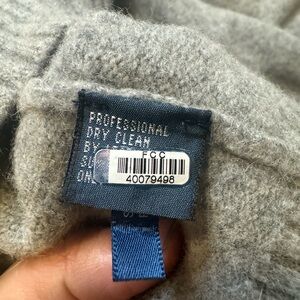 PROFESSIONAL
DRY CLEAN
BY
FCC
40079498